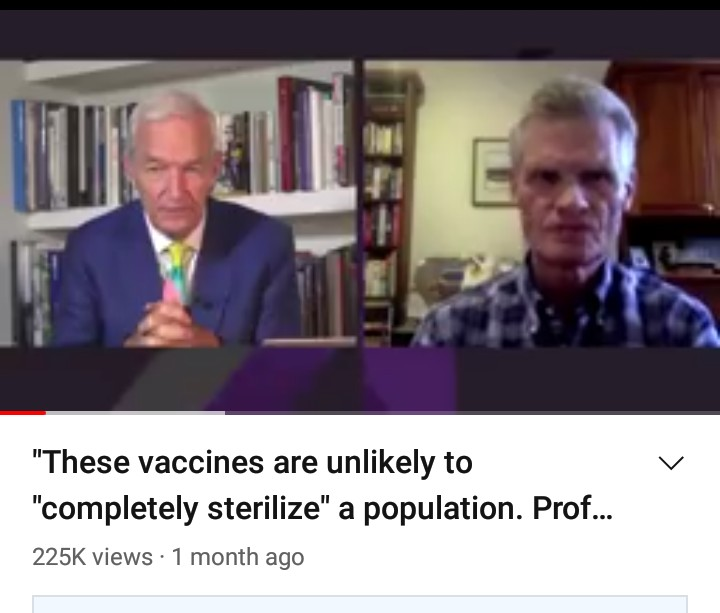 "These vaccines are unlikely to
"completely sterilize" a population. Prof...
225K views · 1 month ago